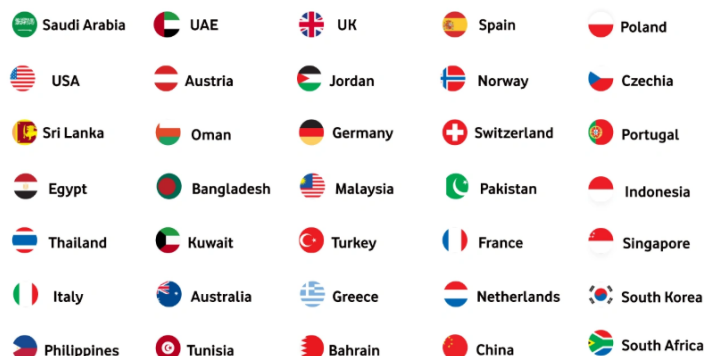 Saudi Arabia UAE UK Spain Poland
USA Austria Jordan Norway Czechia
Sri Lanka Oman Germany Switzerland Portugal
Egypt Bangladesh Malaysia Pakistan Indonesia
Thailand Kuwait Turkey France Singapore
Italy Australia Greece Netherlands South Korea
Philippines Tunisia Bahrain China South Africa